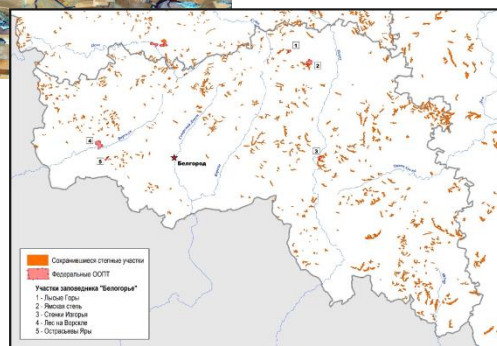 1
2
3
4
5
Белгород
Сохранившиеся степные участки
Федеральные ООПТ
Участки заповедника "Белогорье"
1 - Лысые Горы
2 - Ямская степь
3 - Стенки Изгорья
4 - Лес на Ворскле
5 - Острасьевы Яры